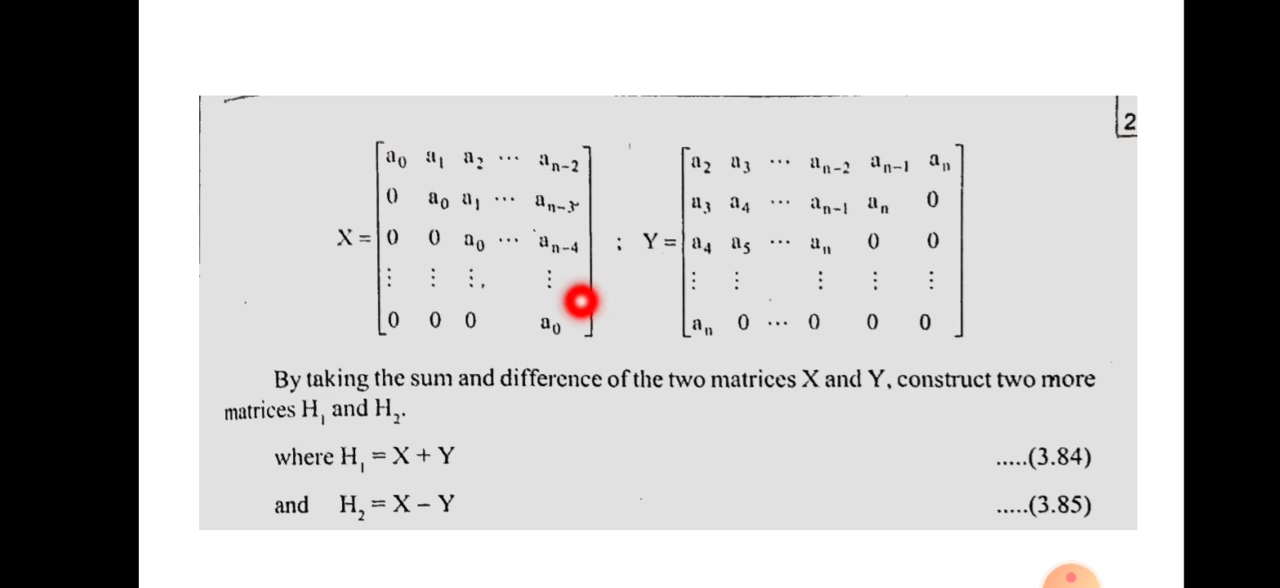 2
X = [a₀ a₁ a₂ ⋯ aₙ₋₂ ; Y = [a₂ a₃ ⋯ aₙ₋₂ aₙ₋₁ aₙ
0 a₀ a₁ ⋯ aₙ₋₃ a₃ a₄ ⋯ aₙ₋₁ aₙ 0
0 0 a₀ ⋯ aₙ₋₄ a₄ a₅ ⋯ aₙ 0 0
⋮ ⋮ ⋮ ⋮ ⋮ ⋮ ⋮ ⋮ ⋮
0 0 0 a₀] aₙ 0 ⋯ 0 0 0]
By taking the sum and difference of the two matrices X and Y, construct two more
matrices H₁ and H₂.
where H₁ = X + Y .....(3.84)
and H₂ = X – Y .....(3.85)